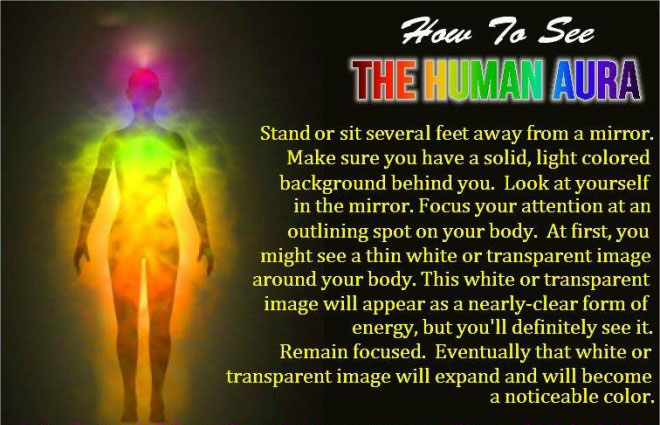 How To See
THE HUMAN AURA
Stand or sit several feet away from a mirror.
Make sure you have a solid, light colored
background behind you.  Look at yourself
in the mirror. Focus your attention at an
outlining spot on your body.  At first, you
might see a thin white or transparent image
around your body. This white or transparent
image will appear as a nearly-clear form of
energy, but you'll definitely see it.
Remain focused.  Eventually that white or
transparent image will expand and will become
a noticeable color.